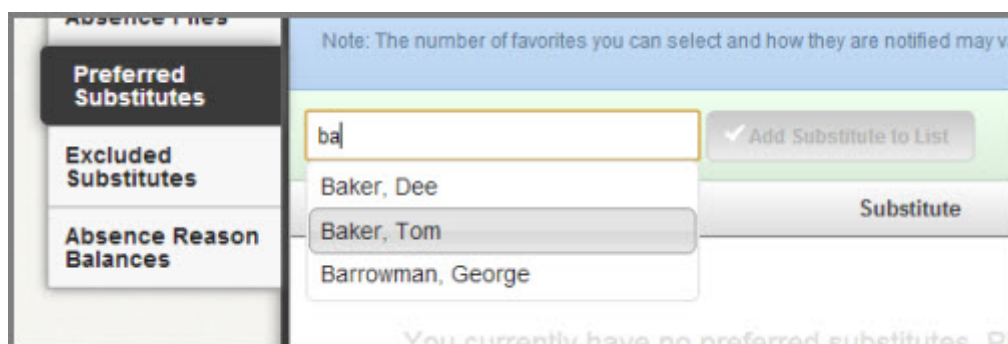 Absence Files
Note: The number of favorites you can select and how they are notified may
Preferred
Substitutes
Excluded
Substitutes
Absence Reason
Balances
ba
Add Substitute to List
Baker, Dee
Baker, Tom
Barrowman, George
Substitute
You currently have no preferred substitutes.